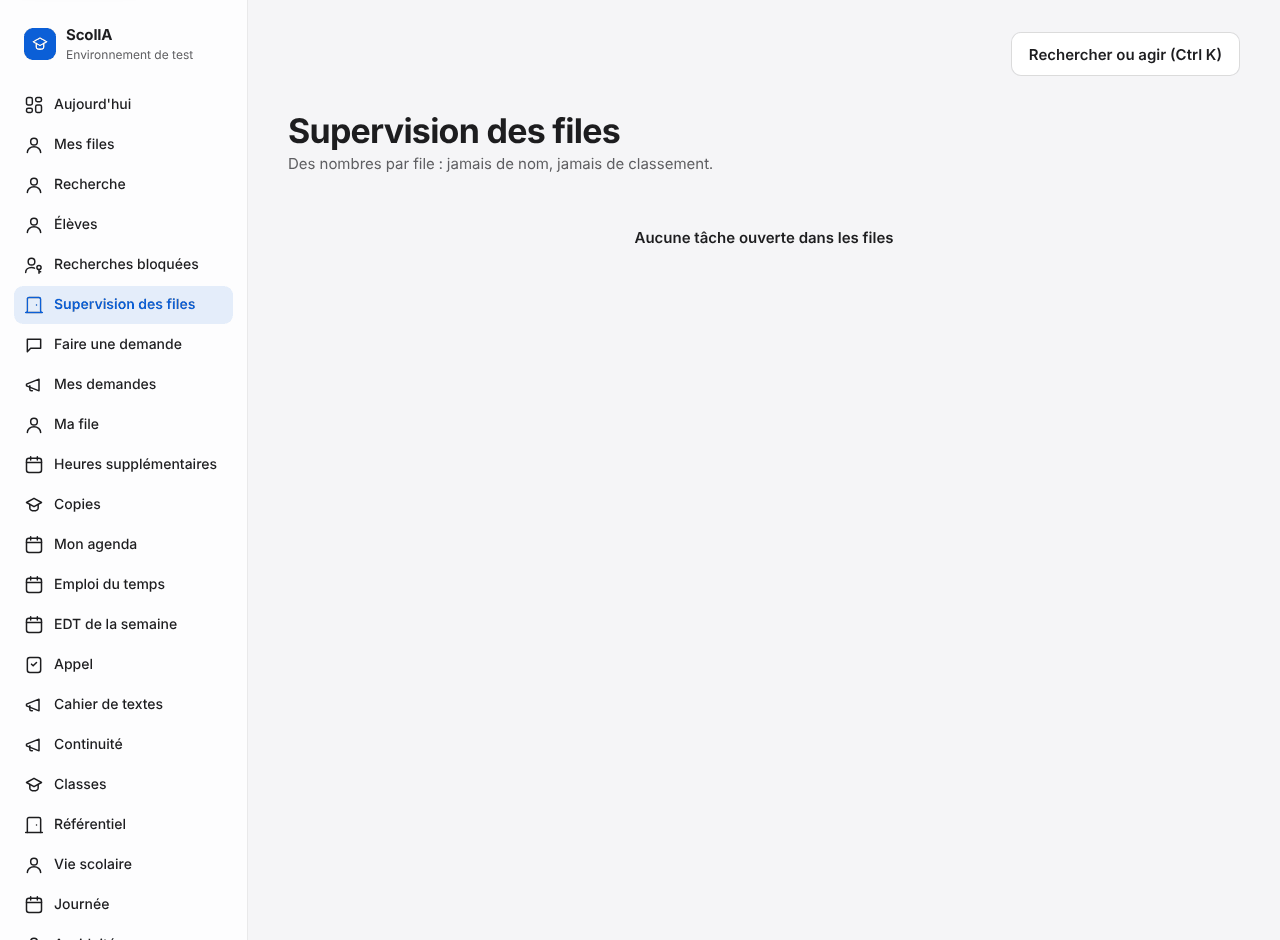 ScolIA
Environnement de test
Aujourd'hui
Mes files
Recherche
Élèves
Recherches bloquées
Supervision des files
Faire une demande
Mes demandes
Ma file
Heures supplémentaires
Copies
Mon agenda
Emploi du temps
EDT de la semaine
Appel
Cahier de textes
Continuité
Classes
Référentiel
Vie scolaire
Journée
Rechercher ou agir (Ctrl K)
Supervision des files
Des nombres par file : jamais de nom, jamais de classement.
Aucune tâche ouverte dans les files